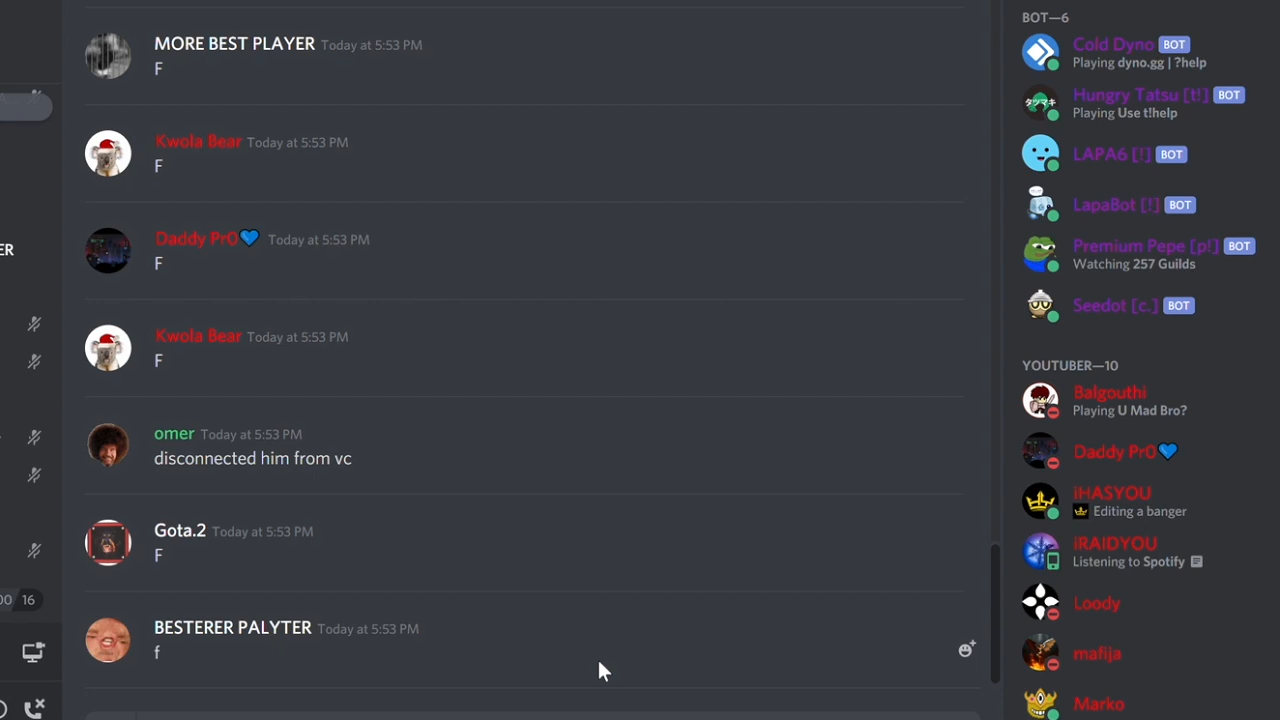 ER
00 16
MORE BEST PLAYER Today at 5:53 PM
F
Kwola Bear Today at 5:53 PM
F
Daddy Pr0💙 Today at 5:53 PM
F
Kwola Bear Today at 5:53 PM
F
omer Today at 5:53 PM
disconnected him from vc
Gota.2 Today at 5:53 PM
F
BESTERER PALYTER Today at 5:53 PM
f
BOT—6
Cold Dyno BOT
Playing dyno.gg | ?help
タツマキ
Hungry Tatsu [t!] BOT
Playing Use t!help
LAPA6 [!] BOT
LapaBot [!] BOT
Premium Pepe [p!] BOT
Watching 257 Guilds
Seedot [c.] BOT
YOUTUBER—10
Balgouthi
Playing U Mad Bro?
Daddy Pr0💙
iHASYOU
Editing a banger
iRAIDYOU
Listening to Spotify
Loody
mafija
Marko